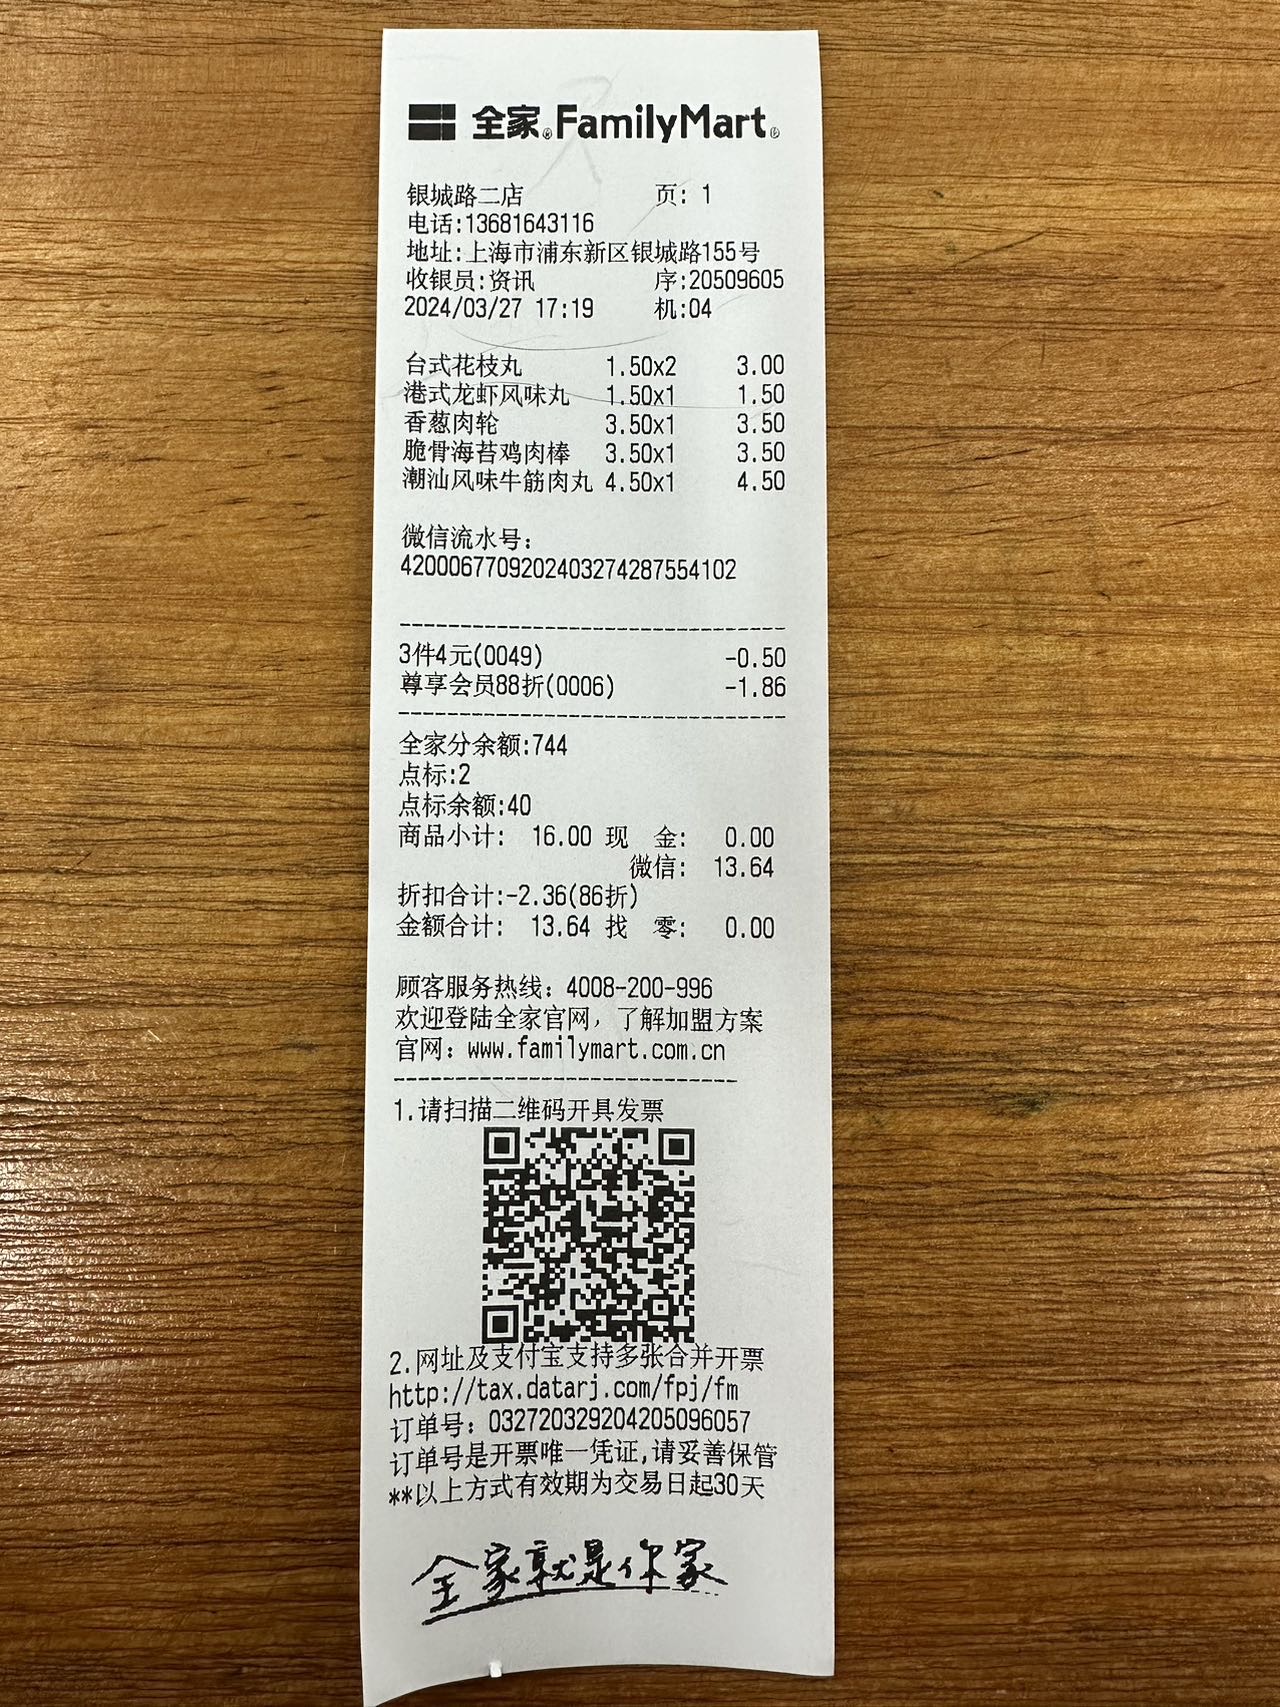 全家®FamilyMart®
银城路二店 页: 1
电话:13681643116
地址:上海市浦东新区银城路155号
收银员:资讯 序:20509605
2024/03/27 17:19 机:04
台式花枝丸 1.50x2 3.00
港式龙虾风味丸 1.50x1 1.50
香葱肉轮 3.50x1 3.50
脆骨海苔鸡肉棒 3.50x1 3.50
潮汕风味牛筋肉丸 4.50x1 4.50
微信流水号:
4200067709202403274287554102
3件4元(0049) -0.50
尊享会员88折(0006) -1.86
全家分余额:744
点标:2
点标余额:40
商品小计: 16.00 现 金: 0.00
微信: 13.64
折扣合计:-2.36(86折)
金额合计: 13.64 找 零: 0.00
顾客服务热线: 4008-200-996
欢迎登陆全家官网, 了解加盟方案
官网: www.familymart.com.cn
1.请扫描二维码开具发票
2.网址及支付宝支持多张合并开票
http://tax.datarj.com/fpj/fm
订单号: 032720329204205096057
订单号是开票唯一凭证,请妥善保管
**以上方式有效期为交易日起30天
全家就是你家